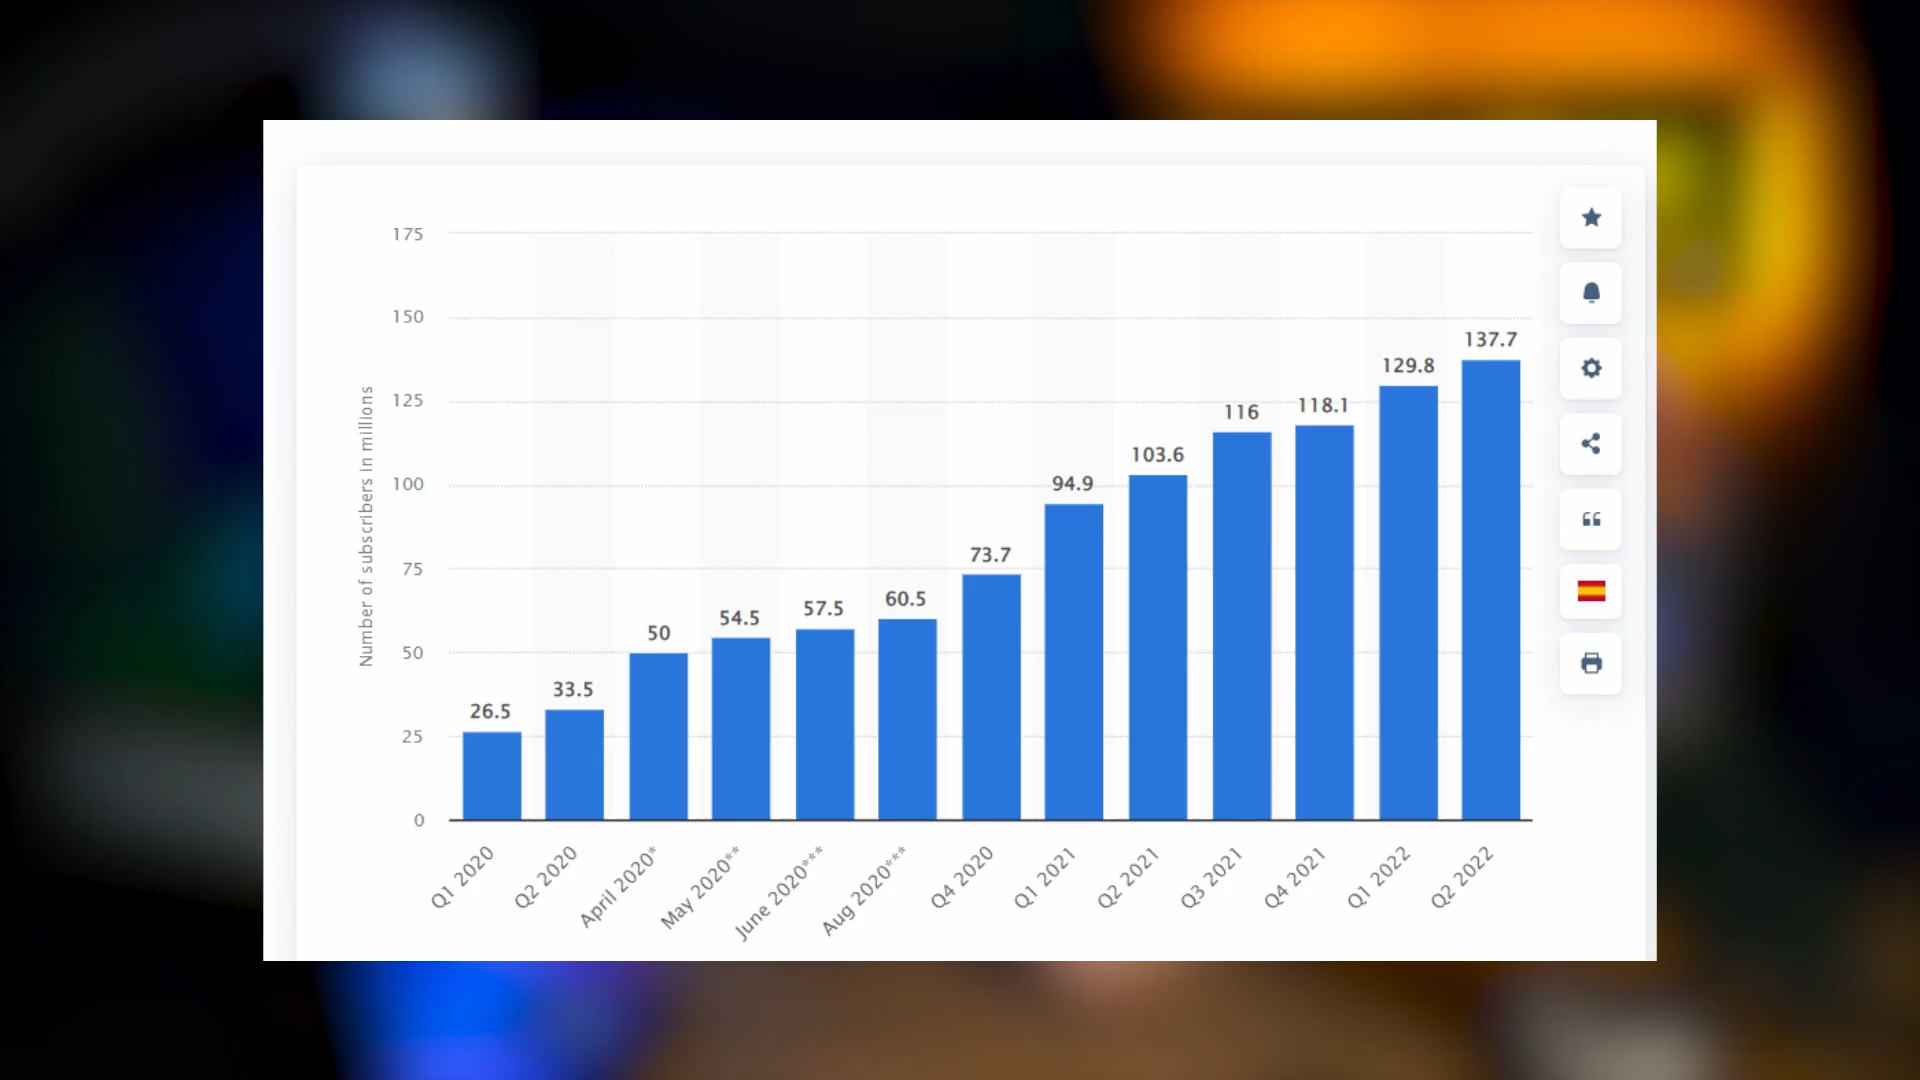 175
150
125
100
75
50
25
0
Number of subscribers in millions
26.5
33.5
50
54.5
57.5
60.5
73.7
94.9
103.6
116
118.1
129.8
137.7
Q1 2020
Q2 2020
April 2020*
May 2020**
June 2020***
Aug 2020***
Q4 2020
Q1 2021
Q2 2021
Q3 2021
Q4 2021
Q1 2022
Q2 2022